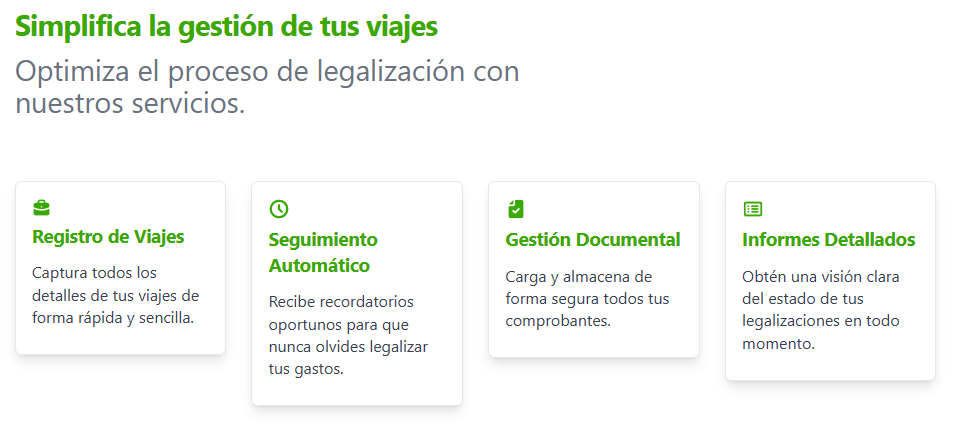 Simplifica la gestión de tus viajes
Optimiza el proceso de legalización con
nuestros servicios.
Registro de Viajes
Captura todos los
detalles de tus viajes de
forma rápida y sencilla.
Seguimiento
Automático
Recibe recordatorios
oportunos para que
nunca olvides legalizar
tus gastos.
Gestión Documental
Carga y almacena de
forma segura todos tus
comprobantes.
Informes Detallados
Obtén una visión clara
del estado de tus
legalizaciones en todo
momento.